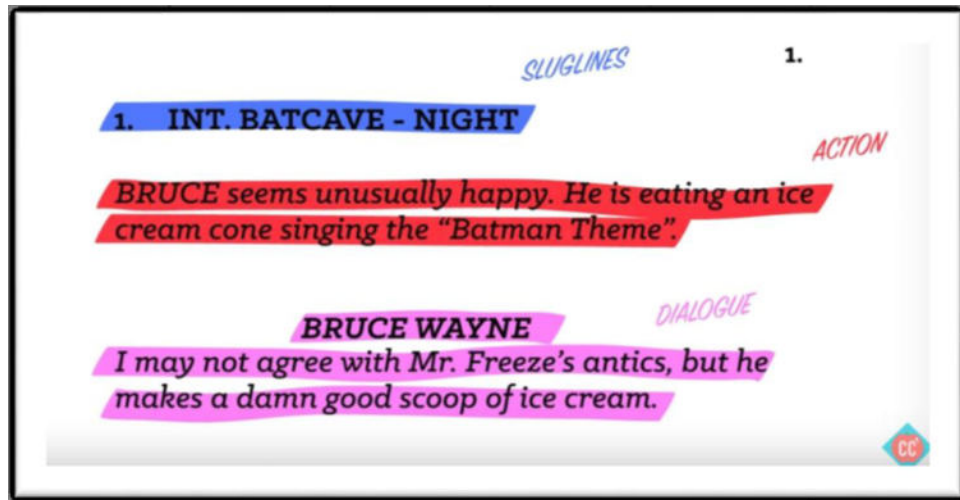 SLUGLINES
1.
1. INT. BATCAVE - NIGHT
ACTION
BRUCE seems unusually happy. He is eating an ice
cream cone singing the “Batman Theme”.
DIALOGUE
BRUCE WAYNE
I may not agree with Mr. Freeze’s antics, but he
makes a damn good scoop of ice cream.
CC